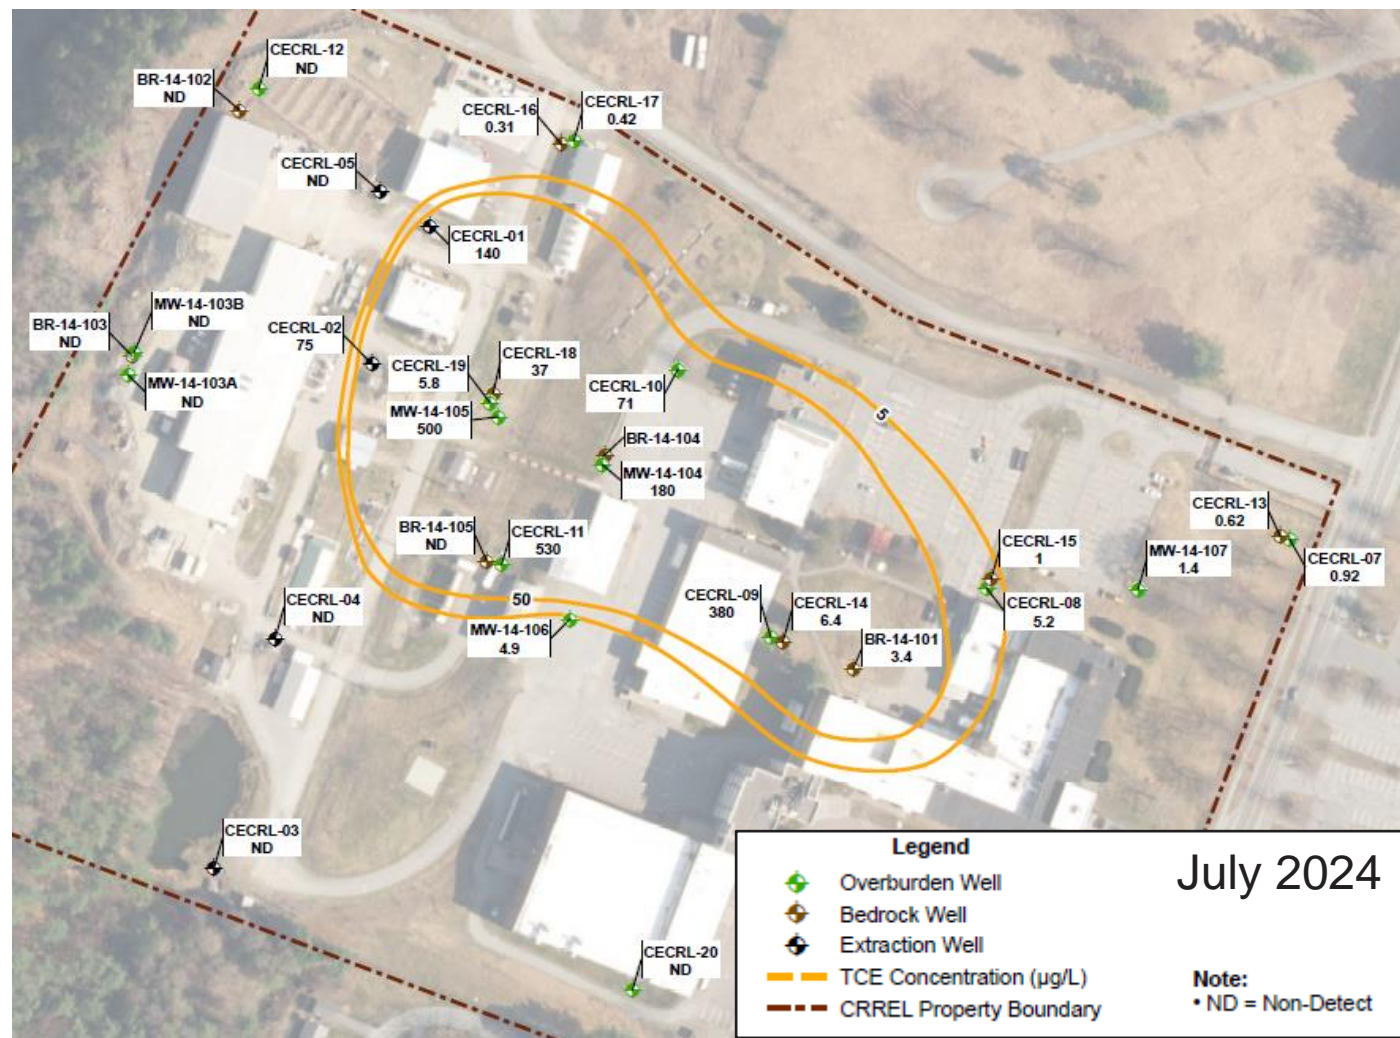 CECRL-12
ND
BR-14-102
ND
CECRL-16
0.31
CECRL-17
0.42
CECRL-05
ND
CECRL-01
140
MW-14-103B
ND
BR-14-103
ND
MW-14-103A
ND
CECRL-02
75
CECRL-18
37
CECRL-19
5.8
MW-14-105
500
CECRL-10
71
5
BR-14-104
MW-14-104
180
CECRL-13
0.62
CECRL-07
0.92
BR-14-105
ND
CECRL-11
530
CECRL-15
1
MW-14-107
1.4
CECRL-04
ND
50
CECRL-09
380
CECRL-14
6.4
CECRL-08
5.2
MW-14-106
4.9
BR-14-101
3.4
CECRL-03
ND
CECRL-20
ND
Legend
July 2024
Overburden Well
Bedrock Well
Extraction Well
TCE Concentration (µg/L)
CRREL Property Boundary
Note:
• ND = Non-Detect